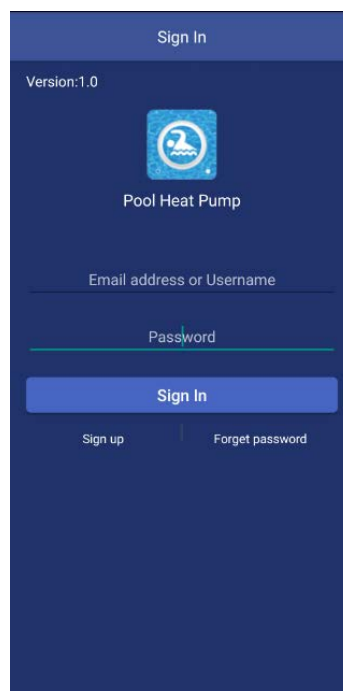 Sign In
Version:1.0
Pool Heat Pump
Email address or Username
Password
Sign In
Sign up
Forget password